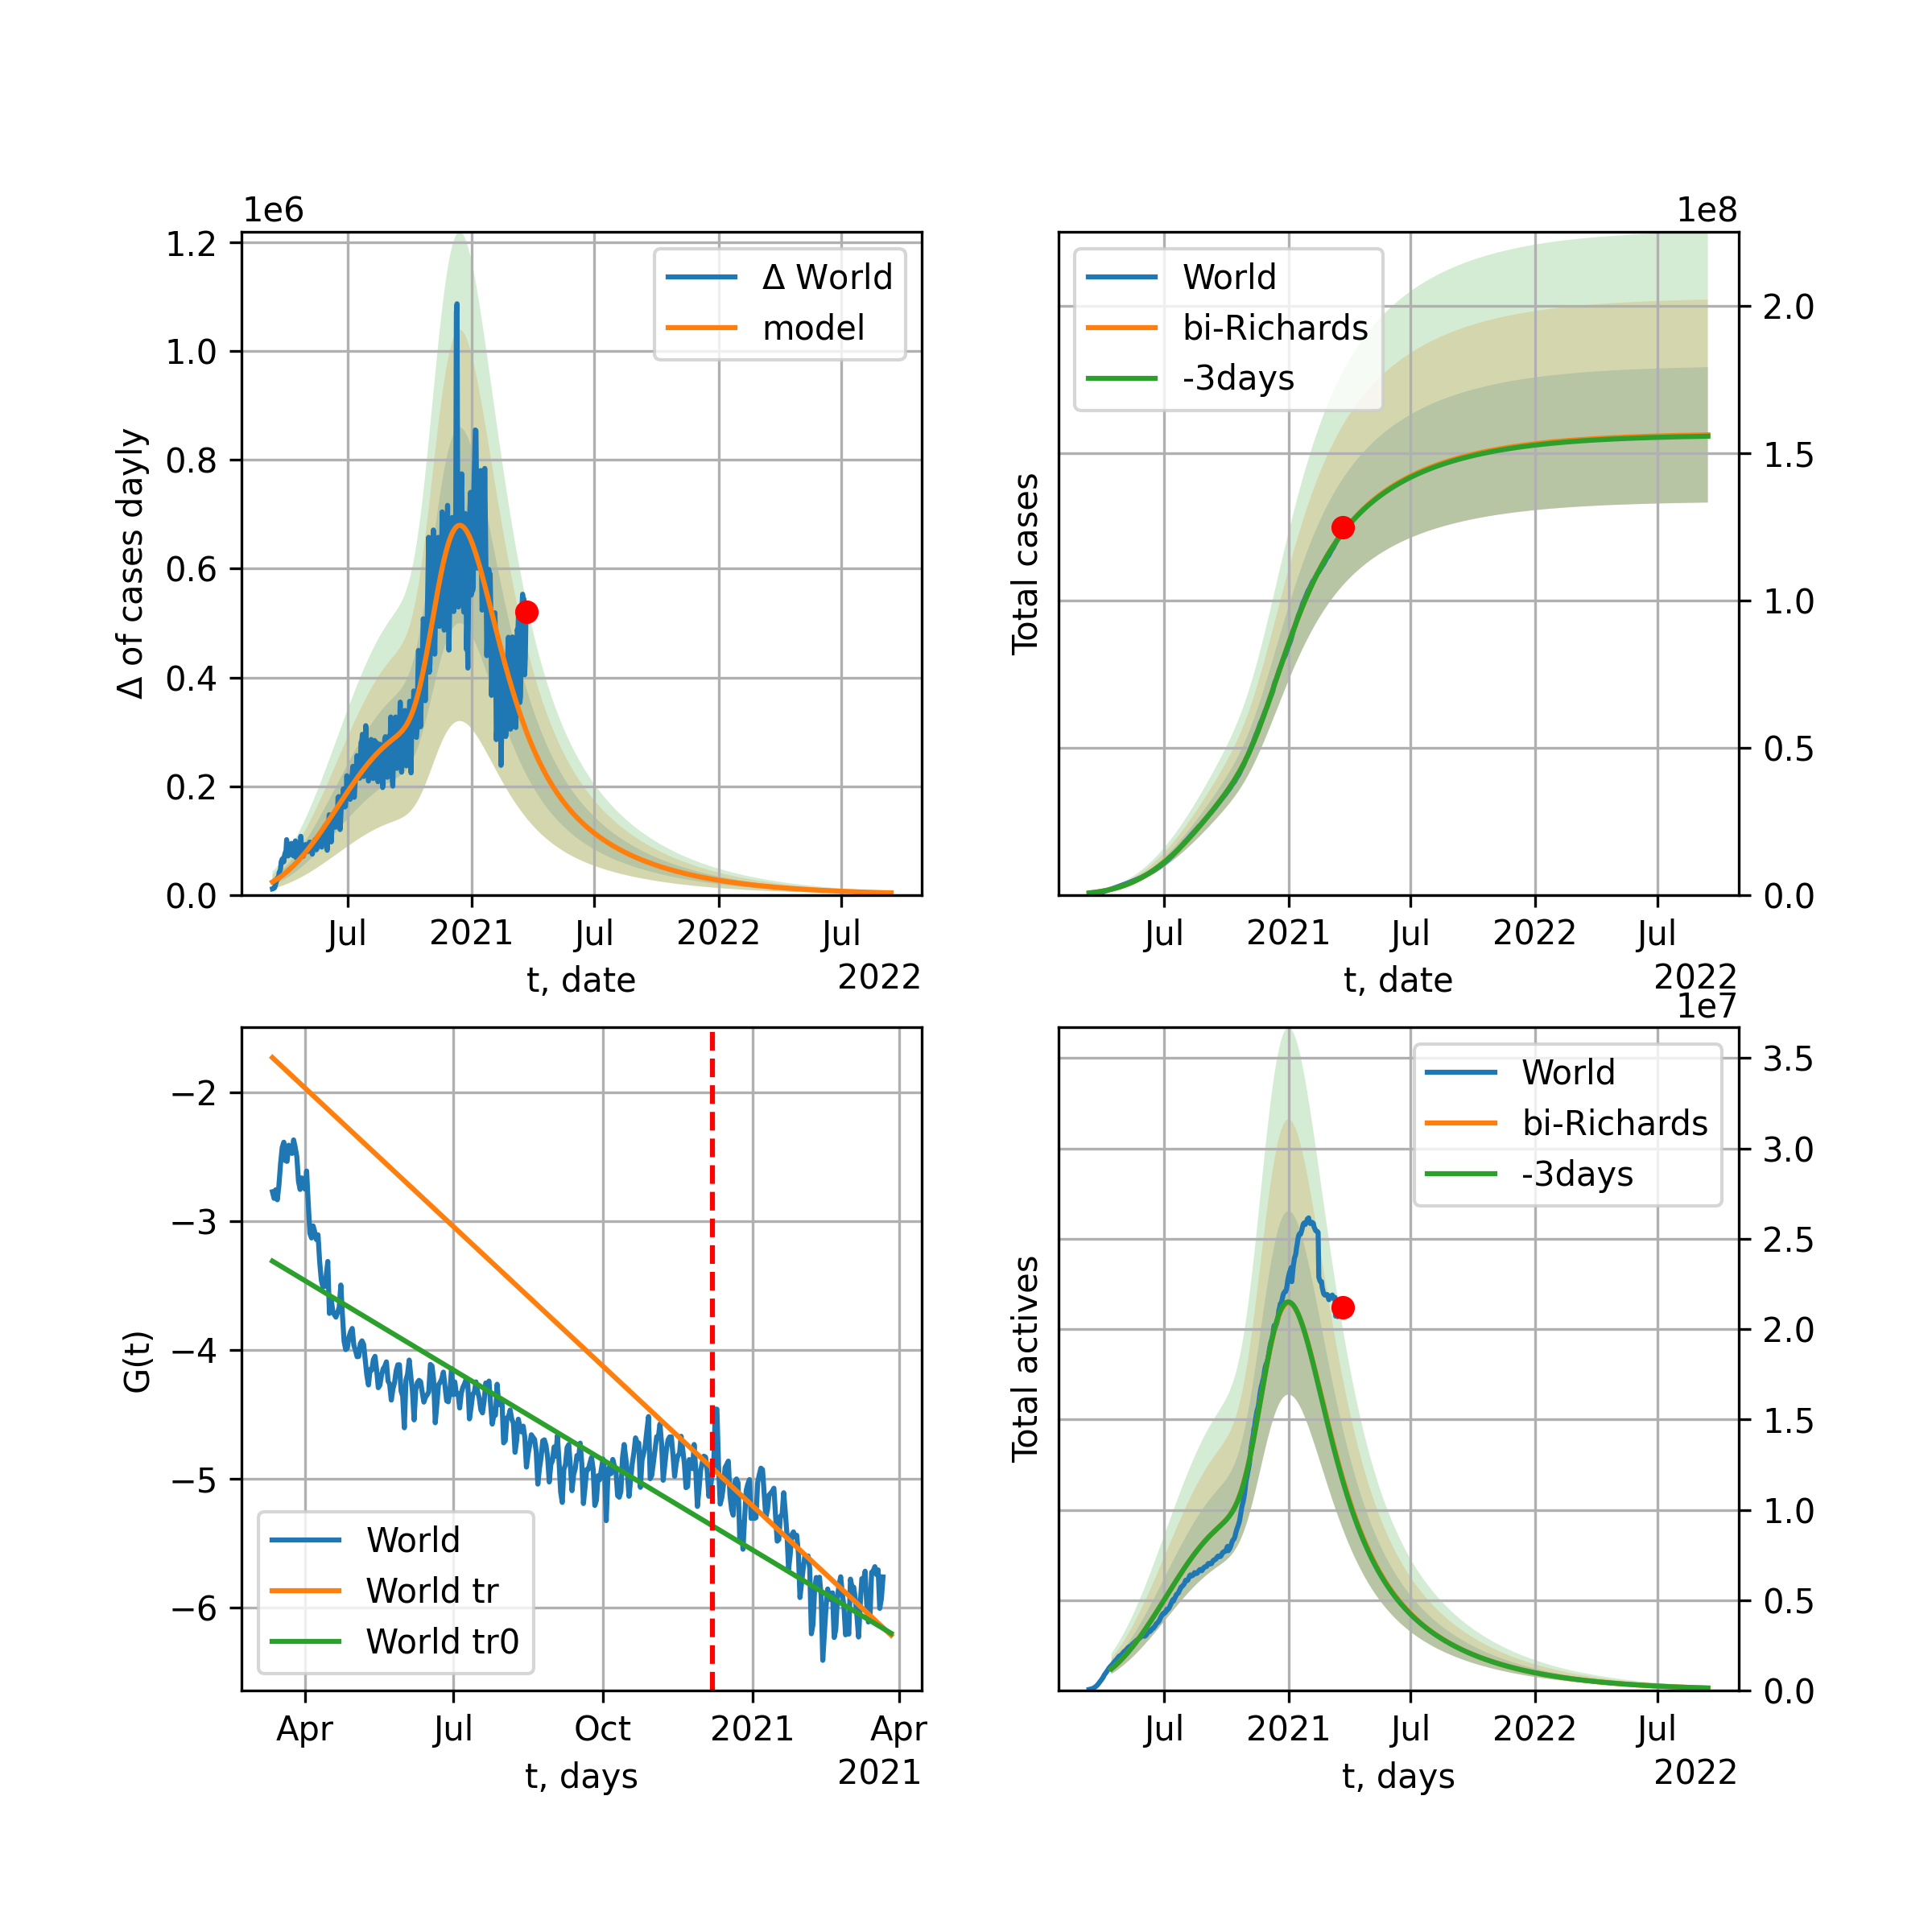 1e6
1.2
1.0
0.8
0.6
0.4
0.2
0.0
Δ of cases dayly
Δ World
model
Jul
2021
Jul
2022
Jul
t, date
2022
1e8
World
bi-Richards
-3days
Total cases
2.0
1.5
1.0
0.5
0.0
Jul
2021
Jul
2022
Jul
t, date
2022
−2
−3
−4
−5
−6
G(t)
World
World tr
World tr0
Apr
Jul
Oct
2021
Apr
t, days
2021
1e7
World
bi-Richards
-3days
Total actives
3.5
3.0
2.5
2.0
1.5
1.0
0.5
0.0
Jul
2021
Jul
2022
Jul
t, days
2022